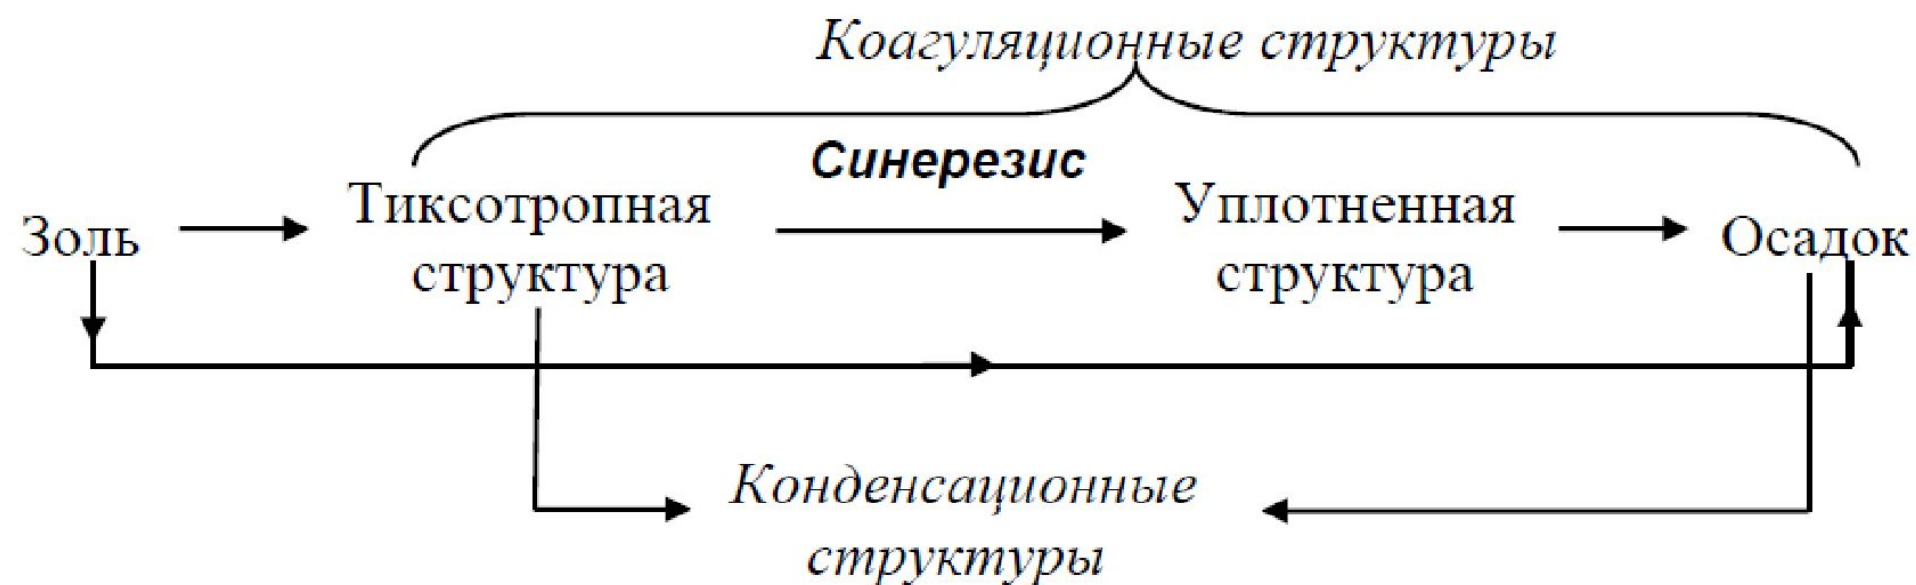 Коагуляционные структуры
Синерезис
Золь
Тиксотропная
структура
Уплотненная
структура
Осадок
Конденсационные
структуры